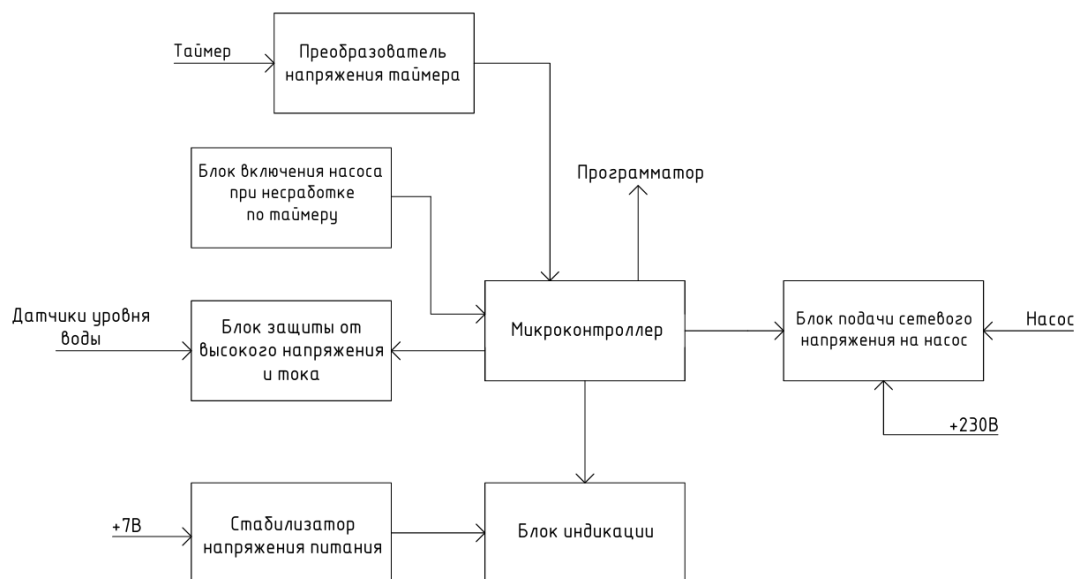 Таймер
Преобразователь
напряжения таймера
Блок включения насоса
при несработке
по таймеру
Программатор
Датчики уровня
воды
Блок защиты от
высокого напряжения
и тока
Микроконтроллер
Блок подачи сетевого
напряжения на насос
Насос
+230В
+7В
Стабилизатор
напряжения питания
Блок индикации